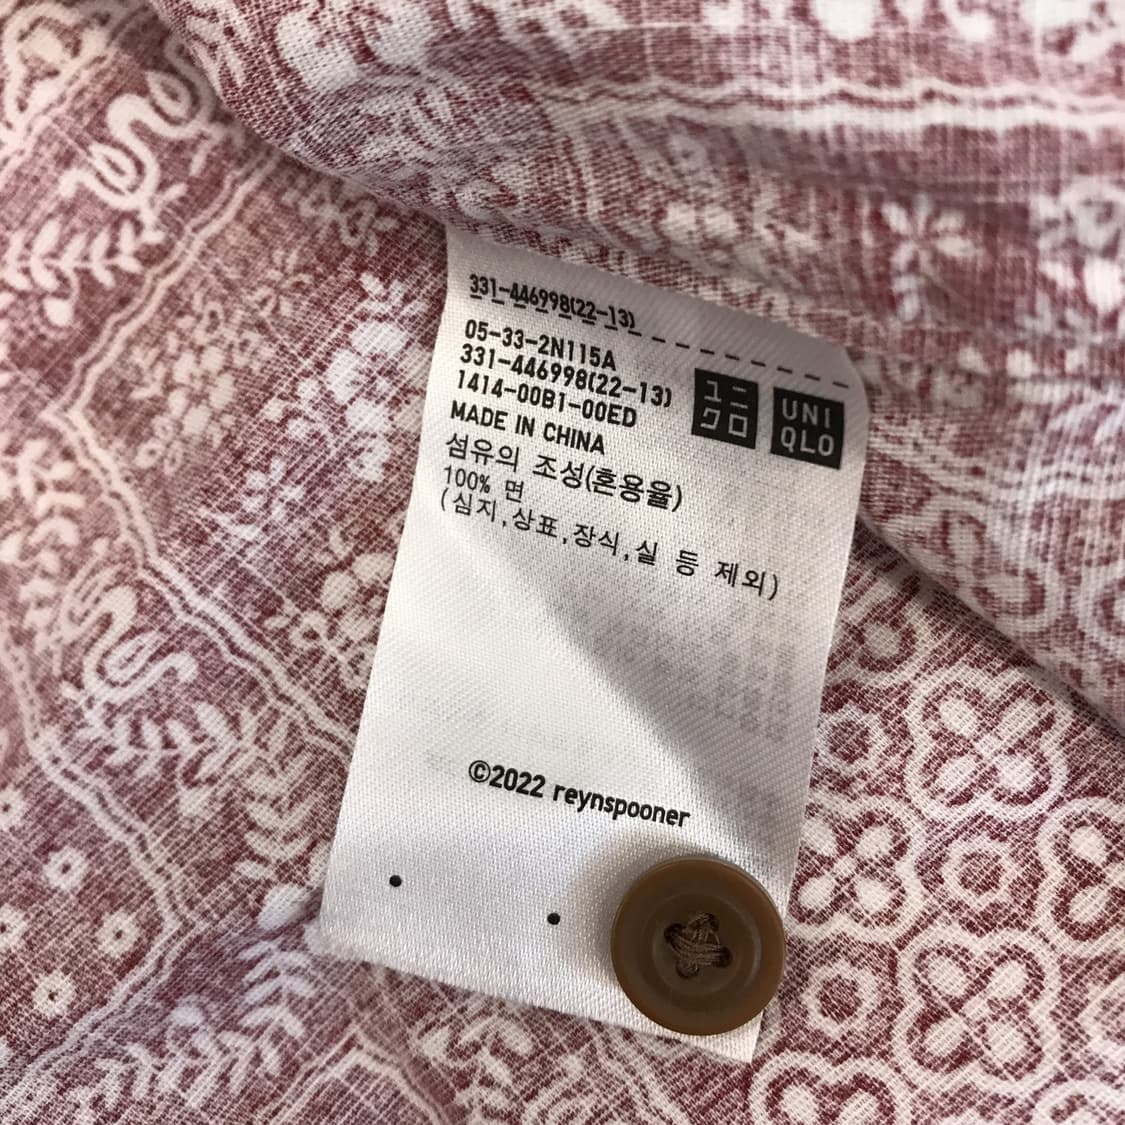 331-446998(22-13)
05-33-2N115A
331-446998(22-13)
1414-00B1-00ED
MADE IN CHINA
섬유의 조성(혼용율)
100% 면
(심지,상표,장식,실 등 제외)
ユニ
クロ
UNI
QLO
©2022 reynspooner